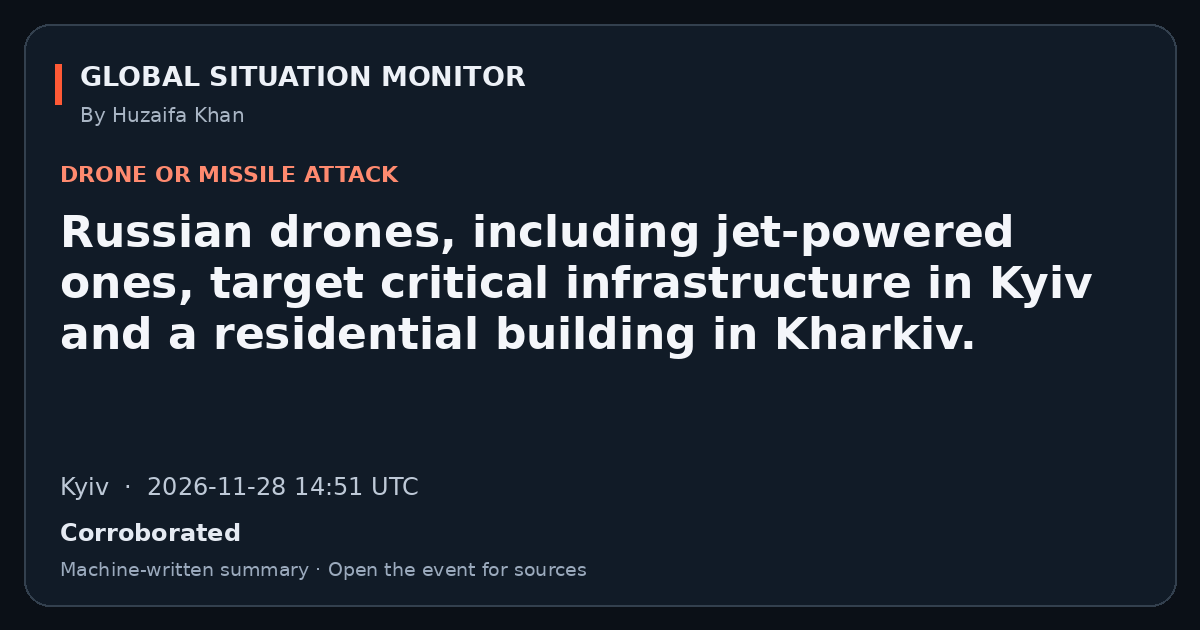 GLOBAL SITUATION MONITOR
By Huzaifa Khan
DRONE OR MISSILE ATTACK
Russian drones, including jet-powered
ones, target critical infrastructure in Kyiv
and a residential building in Kharkiv.
Kyiv · 2026-11-28 14:51 UTC
Corroborated
Machine-written summary · Open the event for sources